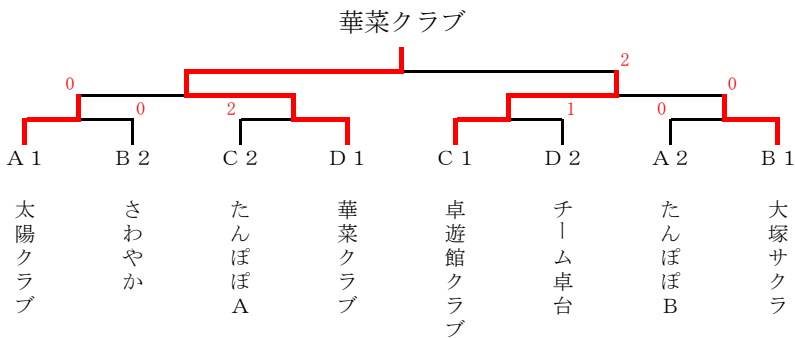 華菜クラブ
2
0
0
0
2
1
0
A1
B2
C2
D1
C1
D2
A2
B1
太陽クラブ
さわやか
たんぽぽA
華菜クラブ
卓遊館クラブ
チーム卓台
たんぽぽB
大塚サクラ